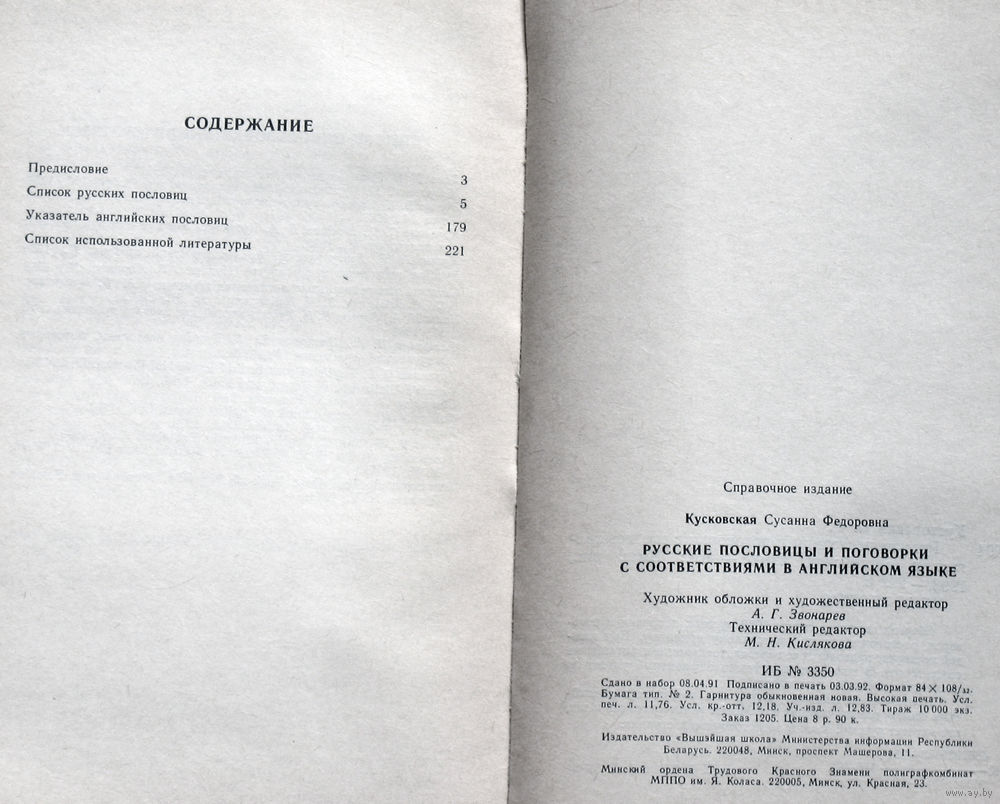 СОДЕРЖАНИЕ
Предисловие 3
Список русских пословиц 5
Указатель английских пословиц 179
Список использованной литературы 221
Справочное издание
Кусковская Сусанна Федоровна
РУССКИЕ ПОСЛОВИЦЫ И ПОГОВОРКИ
С СООТВЕТСТВИЯМИ В АНГЛИЙСКОМ ЯЗЫКЕ
Художник обложки и художественный редактор
А. Г. Звонарев
Технический редактор
М. Н. Кислякова
ИБ № 3350
Сдано в набор 08.04.91 Подписано в печать 03.03.92. Формат 84×108/32.
Бумага тип. № 2. Гарнитура обыкновенная новая. Высокая печать. Усл.
печ. л. 11,76. Усл. кр.-отт. 12,18. Уч.-изд. л. 12,83. Тираж 10 000 экз.
Заказ 1205. Цена 8 р. 90 к.
Издательство «Вышэйшая школа» Министерства информации Республики
Беларусь. 220048, Минск, проспект Машерова, 11.
Минский ордена Трудового Красного Знамени полиграфкомбинат
МППО им. Я. Коласа. 220005, Минск, ул. Красная, 23.
www.ay.by